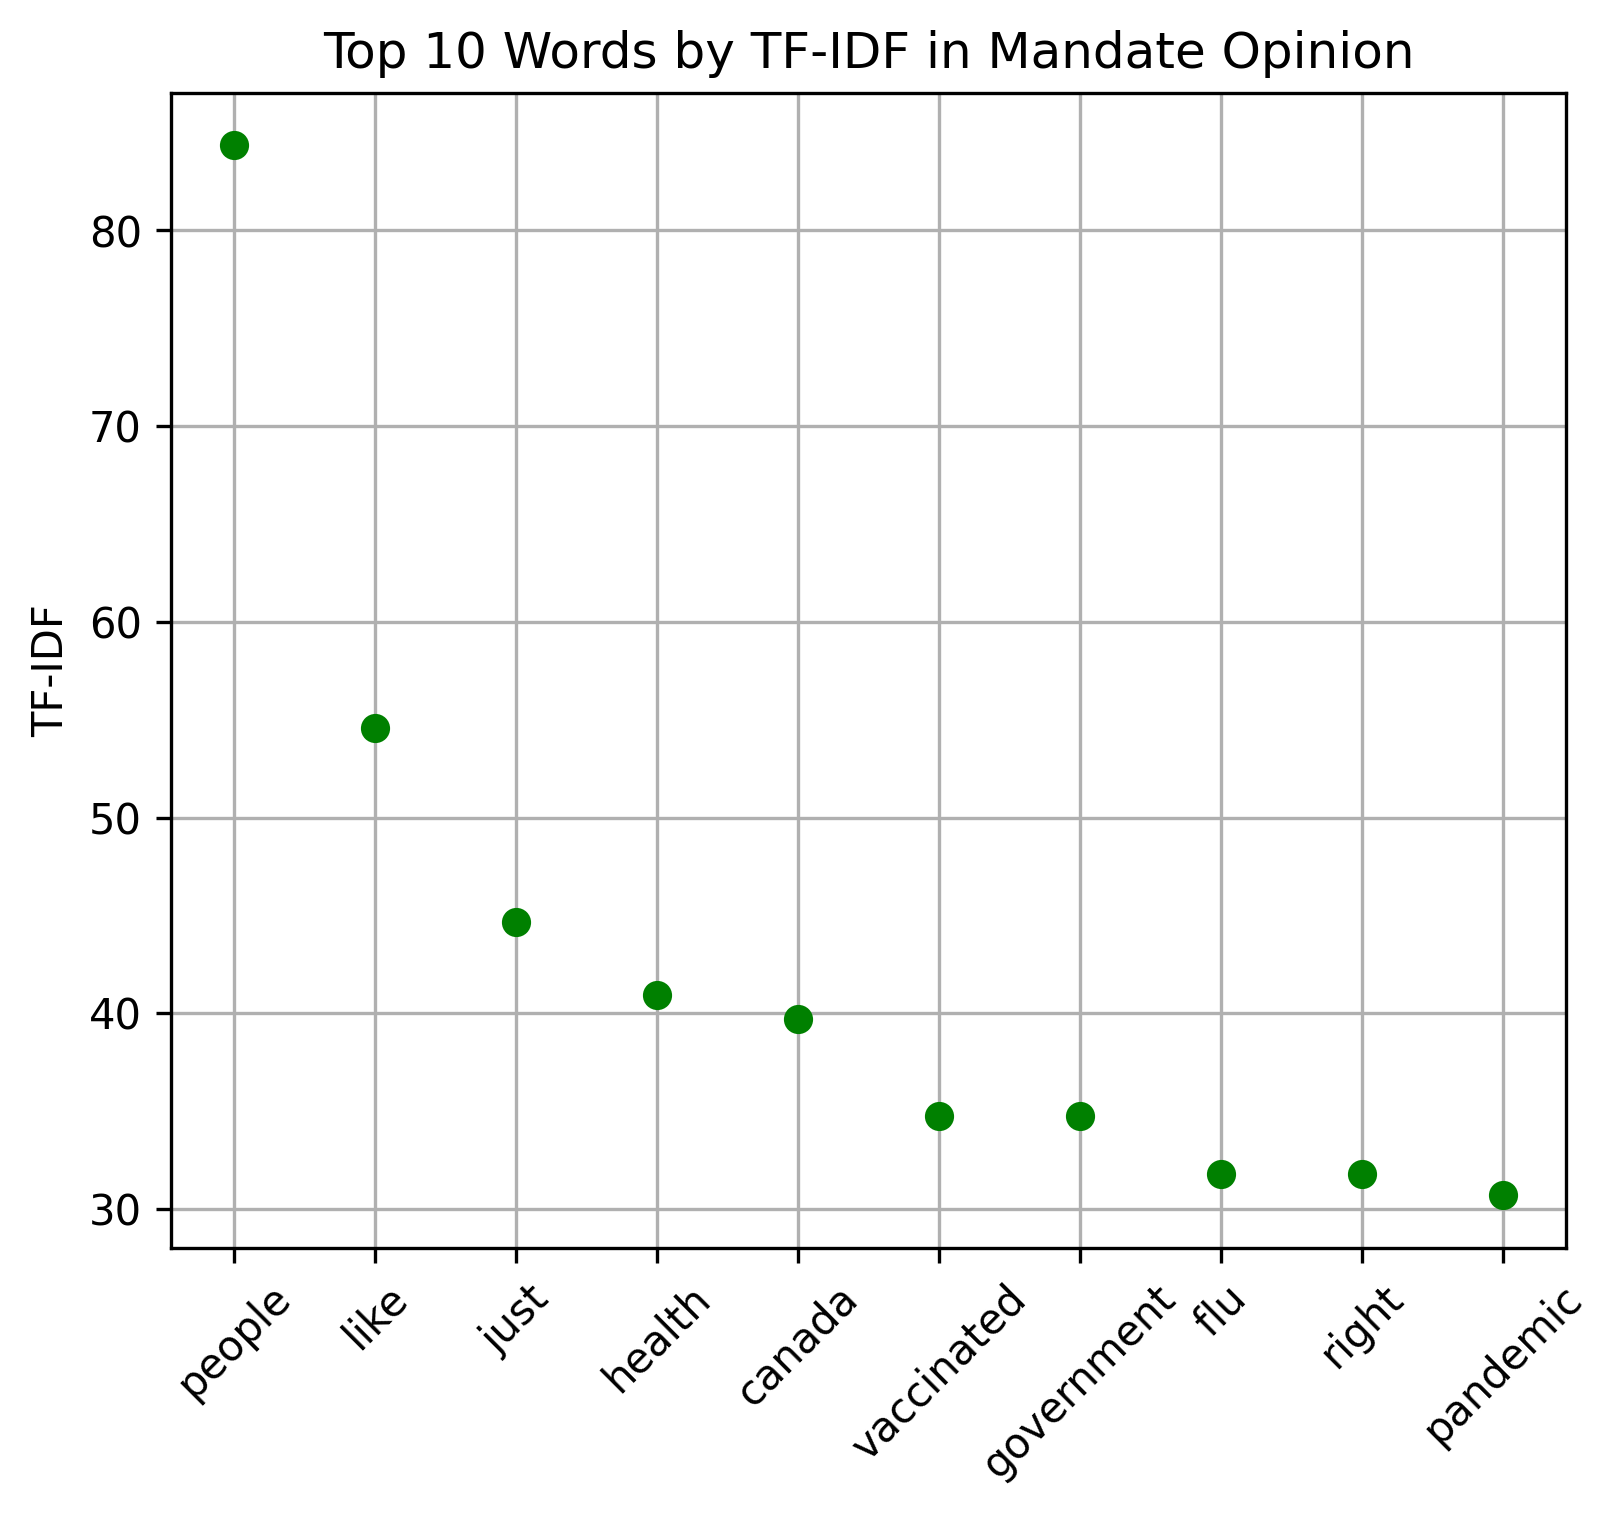 Top 10 Words by TF-IDF in Mandate Opinion
TF-IDF
80
70
60
50
40
30
people
like
just
health
canada
vaccinated
government
flu
right
pandemic